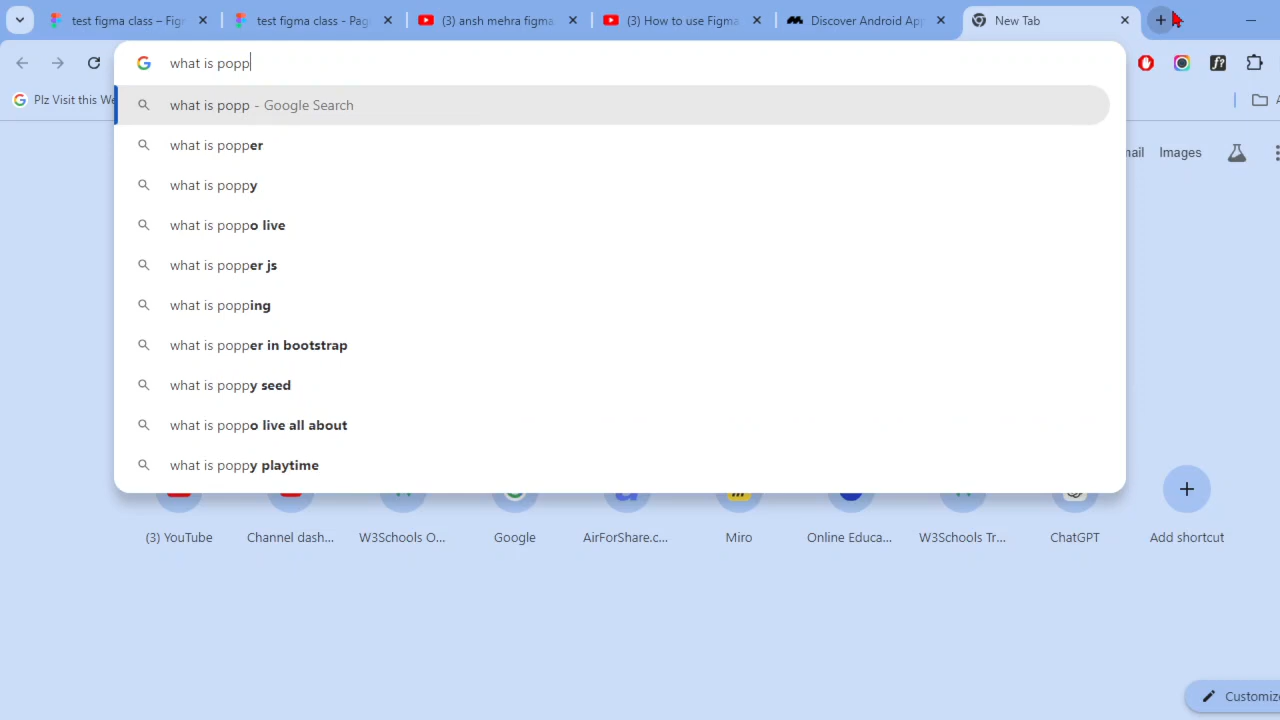 test figma class – Fig
test figma class - Pag
(3) ansh mehra figma
(3) How to use Figma
Discover Android App
New Tab
what is popp
Plz Visit this We
what is popp - Google Search
what is popper
what is poppy
what is poppo live
what is popper js
what is popping
what is popper in bootstrap
what is poppy seed
what is poppo live all about
what is poppy playtime
mail
Images
(3) YouTube
Channel dash...
W3Schools O...
Google
AirForShare.c...
Miro
Online Educa...
W3Schools Tr...
ChatGPT
Add shortcut
Customize